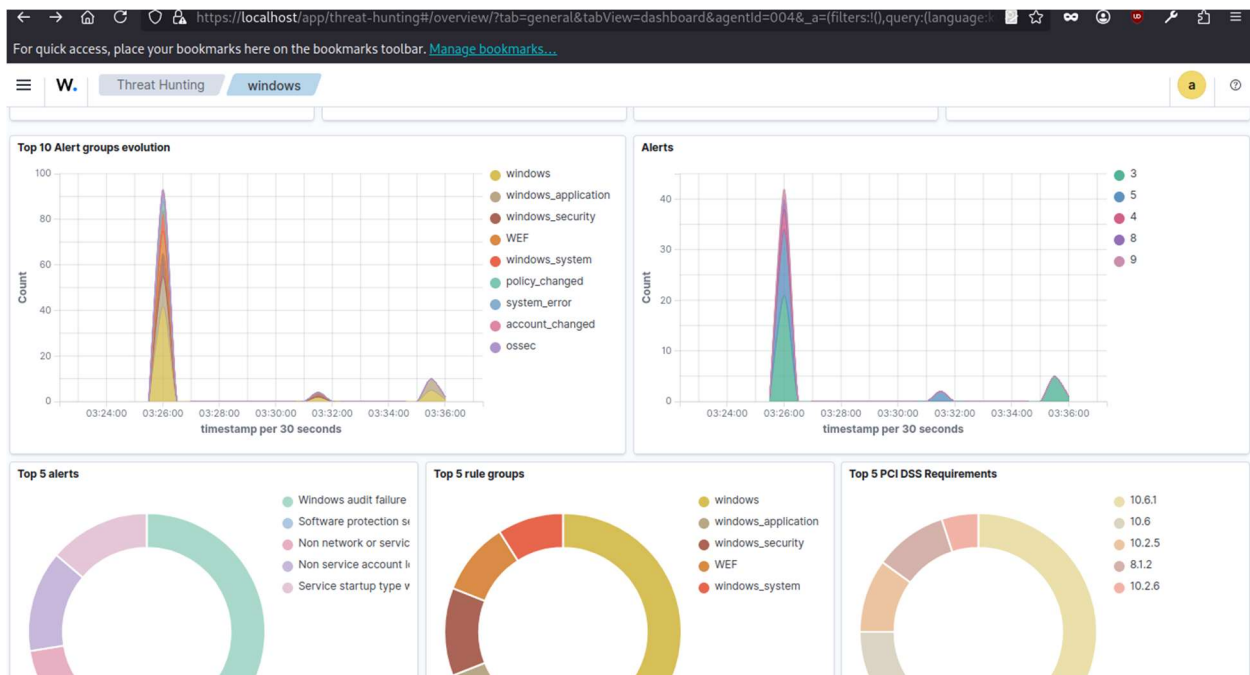 https://localhost/app/threat-hunting#/overview/?tab=general&tabView=dashboard&agentId=004&_a=(filters:!(),query:(language:k
For quick access, place your bookmarks here on the bookmarks toolbar. Manage bookmarks...
W. Threat Hunting windows a
Top 10 Alert groups evolution
100
80
60
40
20
0
Count
03:24:00 03:26:00 03:28:00 03:30:00 03:32:00 03:34:00 03:36:00
timestamp per 30 seconds
windows
windows_application
windows_security
WEF
windows_system
policy_changed
system_error
account_changed
ossec
Alerts
40
30
20
10
0
Count
03:24:00 03:26:00 03:28:00 03:30:00 03:32:00 03:34:00 03:36:00
timestamp per 30 seconds
3
5
4
8
9
Top 5 alerts
Windows audit failure
Software protection se
Non network or servic
Non service account l
Service startup type w
Top 5 rule groups
windows
windows_application
windows_security
WEF
windows_system
Top 5 PCI DSS Requirements
10.6.1
10.6
10.2.5
8.1.2
10.2.6